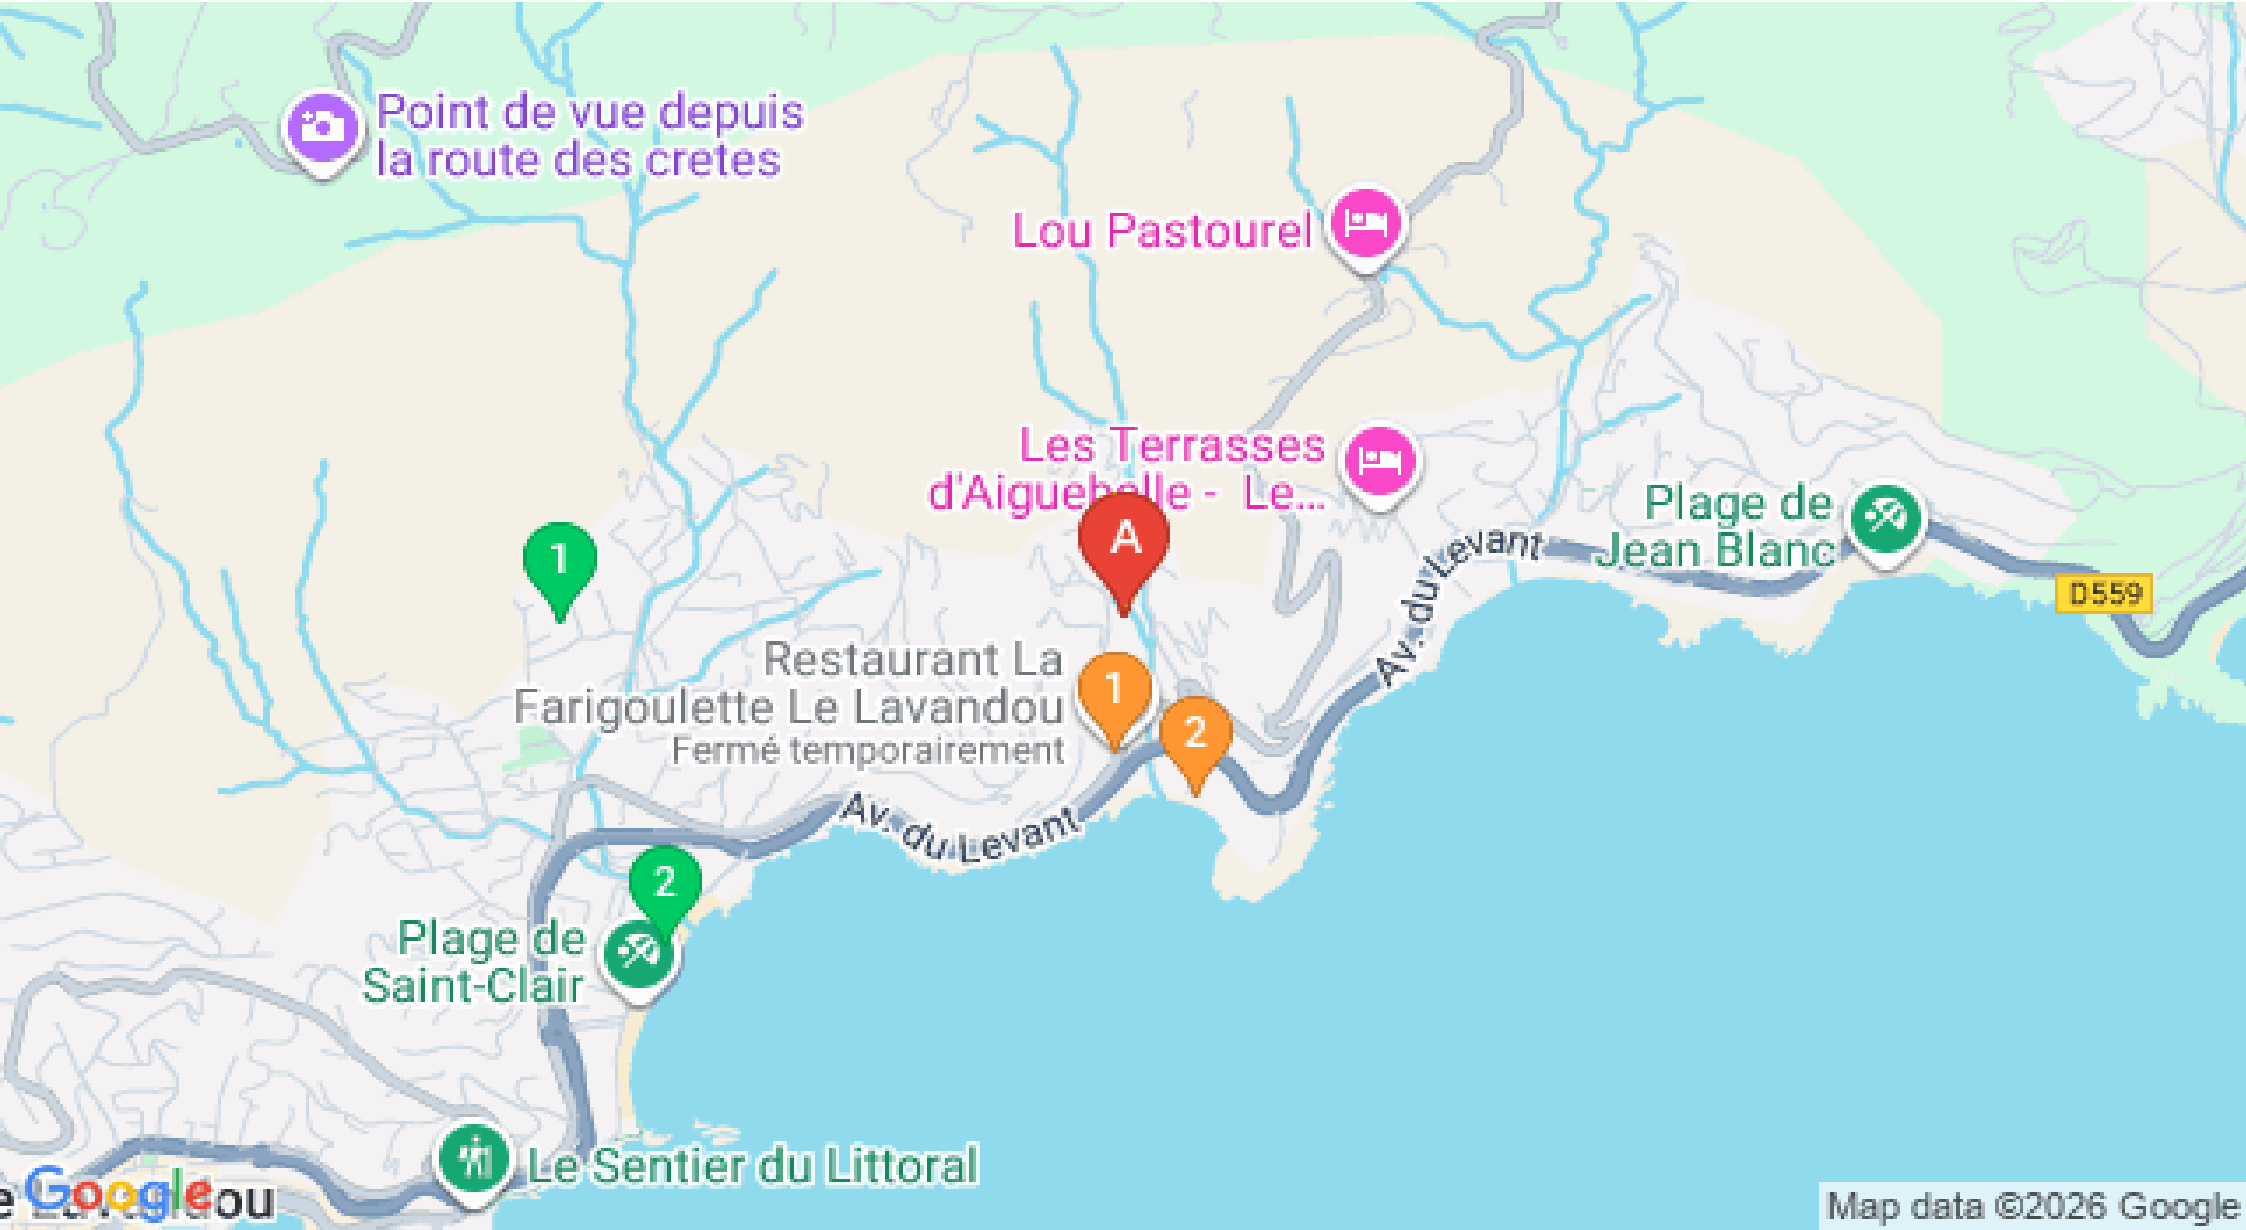 Point de vue depuis
la route des cretes
Lou Pastourel
Les Terrasses
d'Aiguebelle - Le...
Plage de
Jean Blanc
1
A
Av. du Levant
D559
Restaurant La
Farigoulette Le Lavandou
Fermé temporairement
1
2
Av. du Levant
2
Plage de
Saint-Clair
Le Sentier du Littoral
Google
Map data ©2026 Google